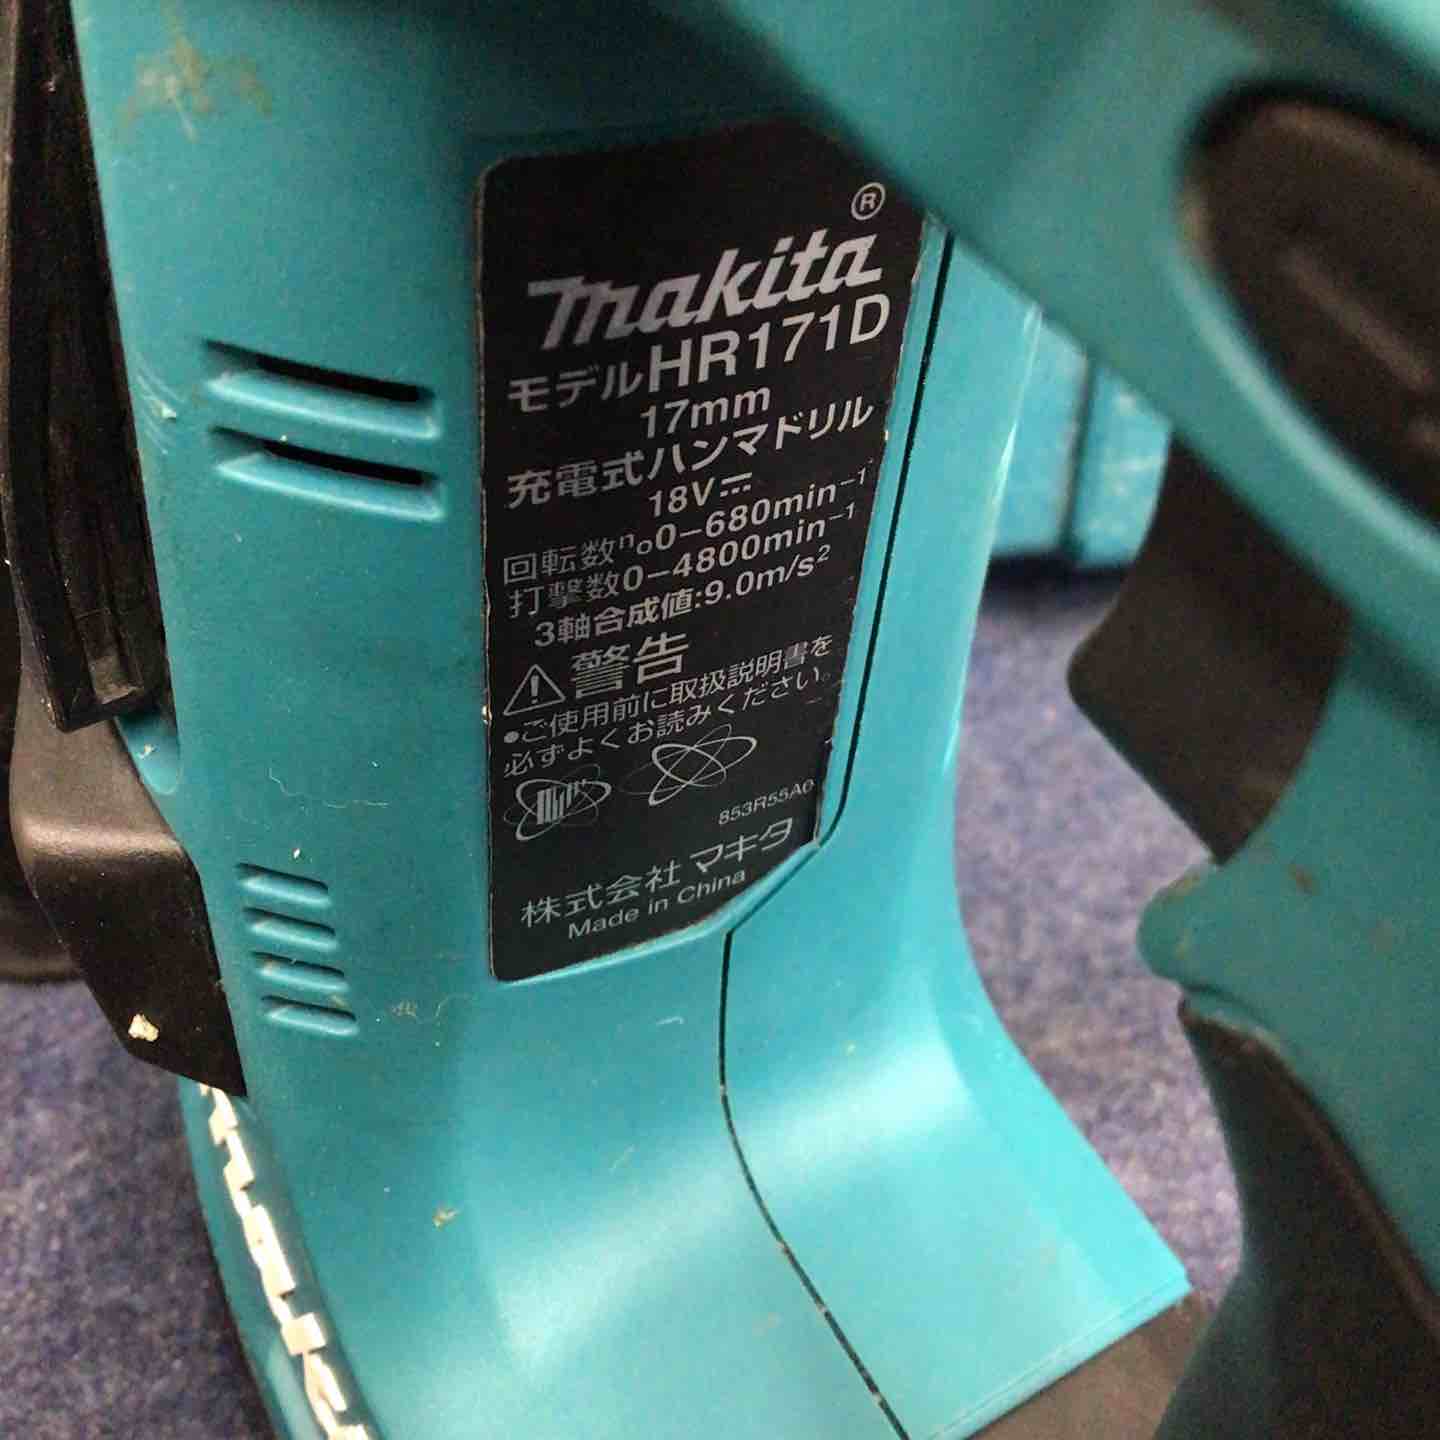 makita®
モデルHR171D
17mm
充電式ハンマドリル
18V⎓
回転数n₀0−680min⁻¹
打撃数0−4800min⁻¹
3軸合成値:9.0m/s²
⚠警告
●ご使用前に取扱説明書を
必ずよくお読みください。
853R55A0
株式会社 マキタ
Made in China